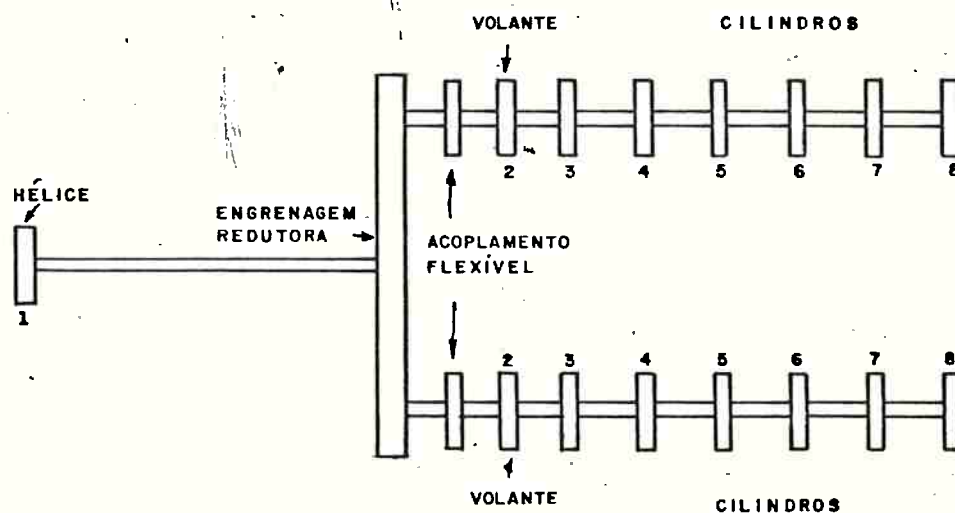 VOLANTE
CILINDROS
2 3 4 5 6 7 8
HÉLICE
ENGRENAGEM
REDUTORA
ACOPLAMENTO
FLEXÍVEL
1
2 3 4 5 6 7 8
VOLANTE
CILINDROS